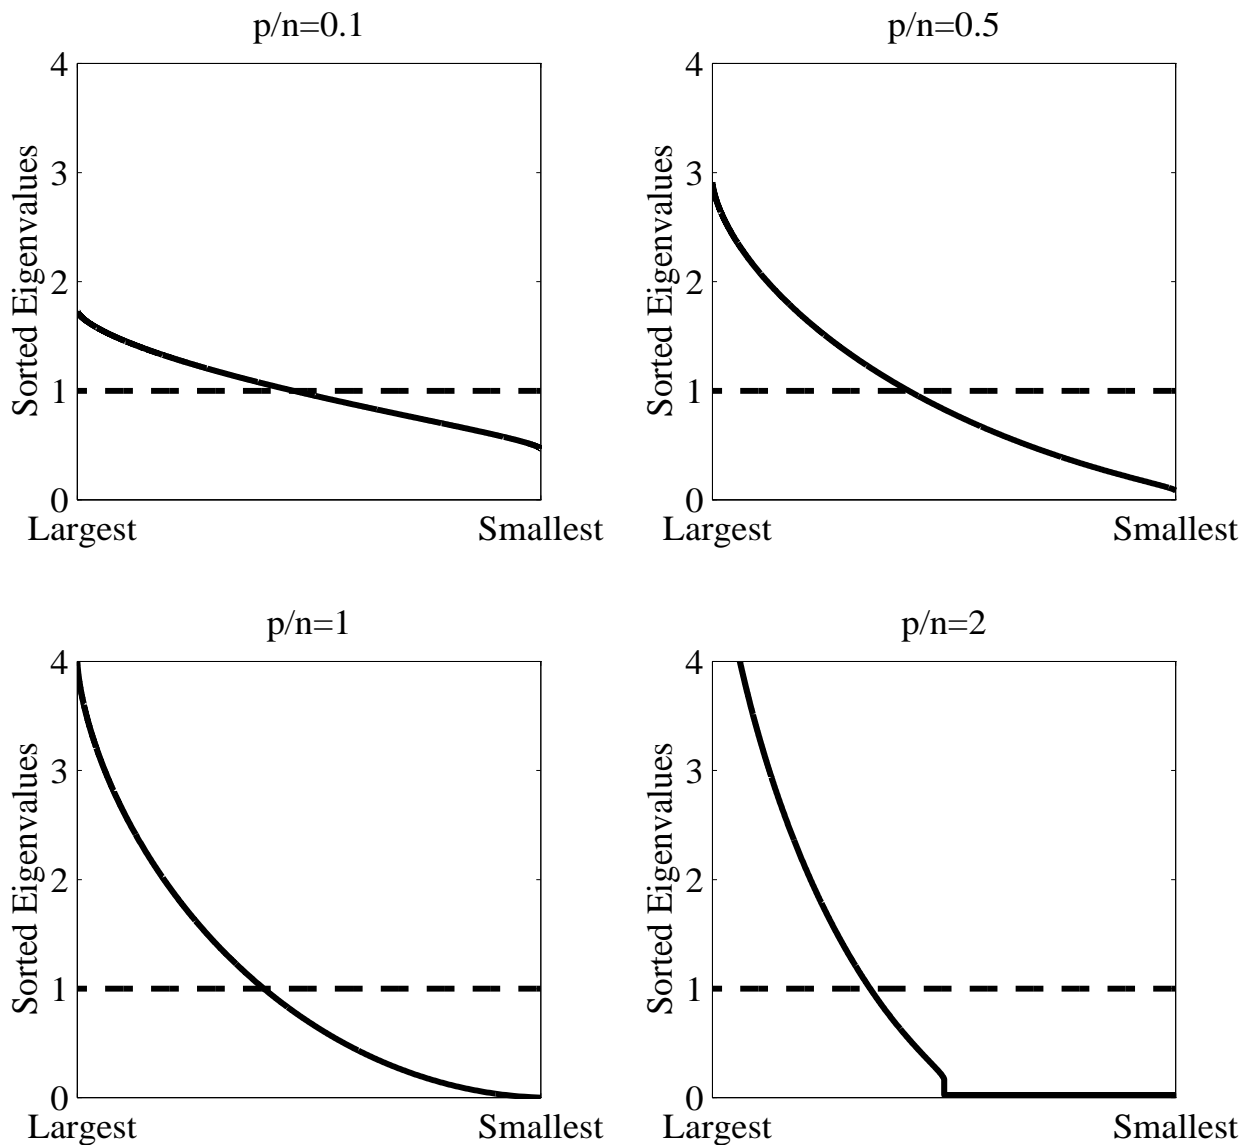 p/n=0.1
4
3
2
1
0
Sorted Eigenvalues
Largest Smallest
p/n=0.5
4
3
2
1
0
Sorted Eigenvalues
Largest Smallest
p/n=1
4
3
2
1
0
Sorted Eigenvalues
Largest Smallest
p/n=2
4
3
2
1
0
Sorted Eigenvalues
Largest Smallest